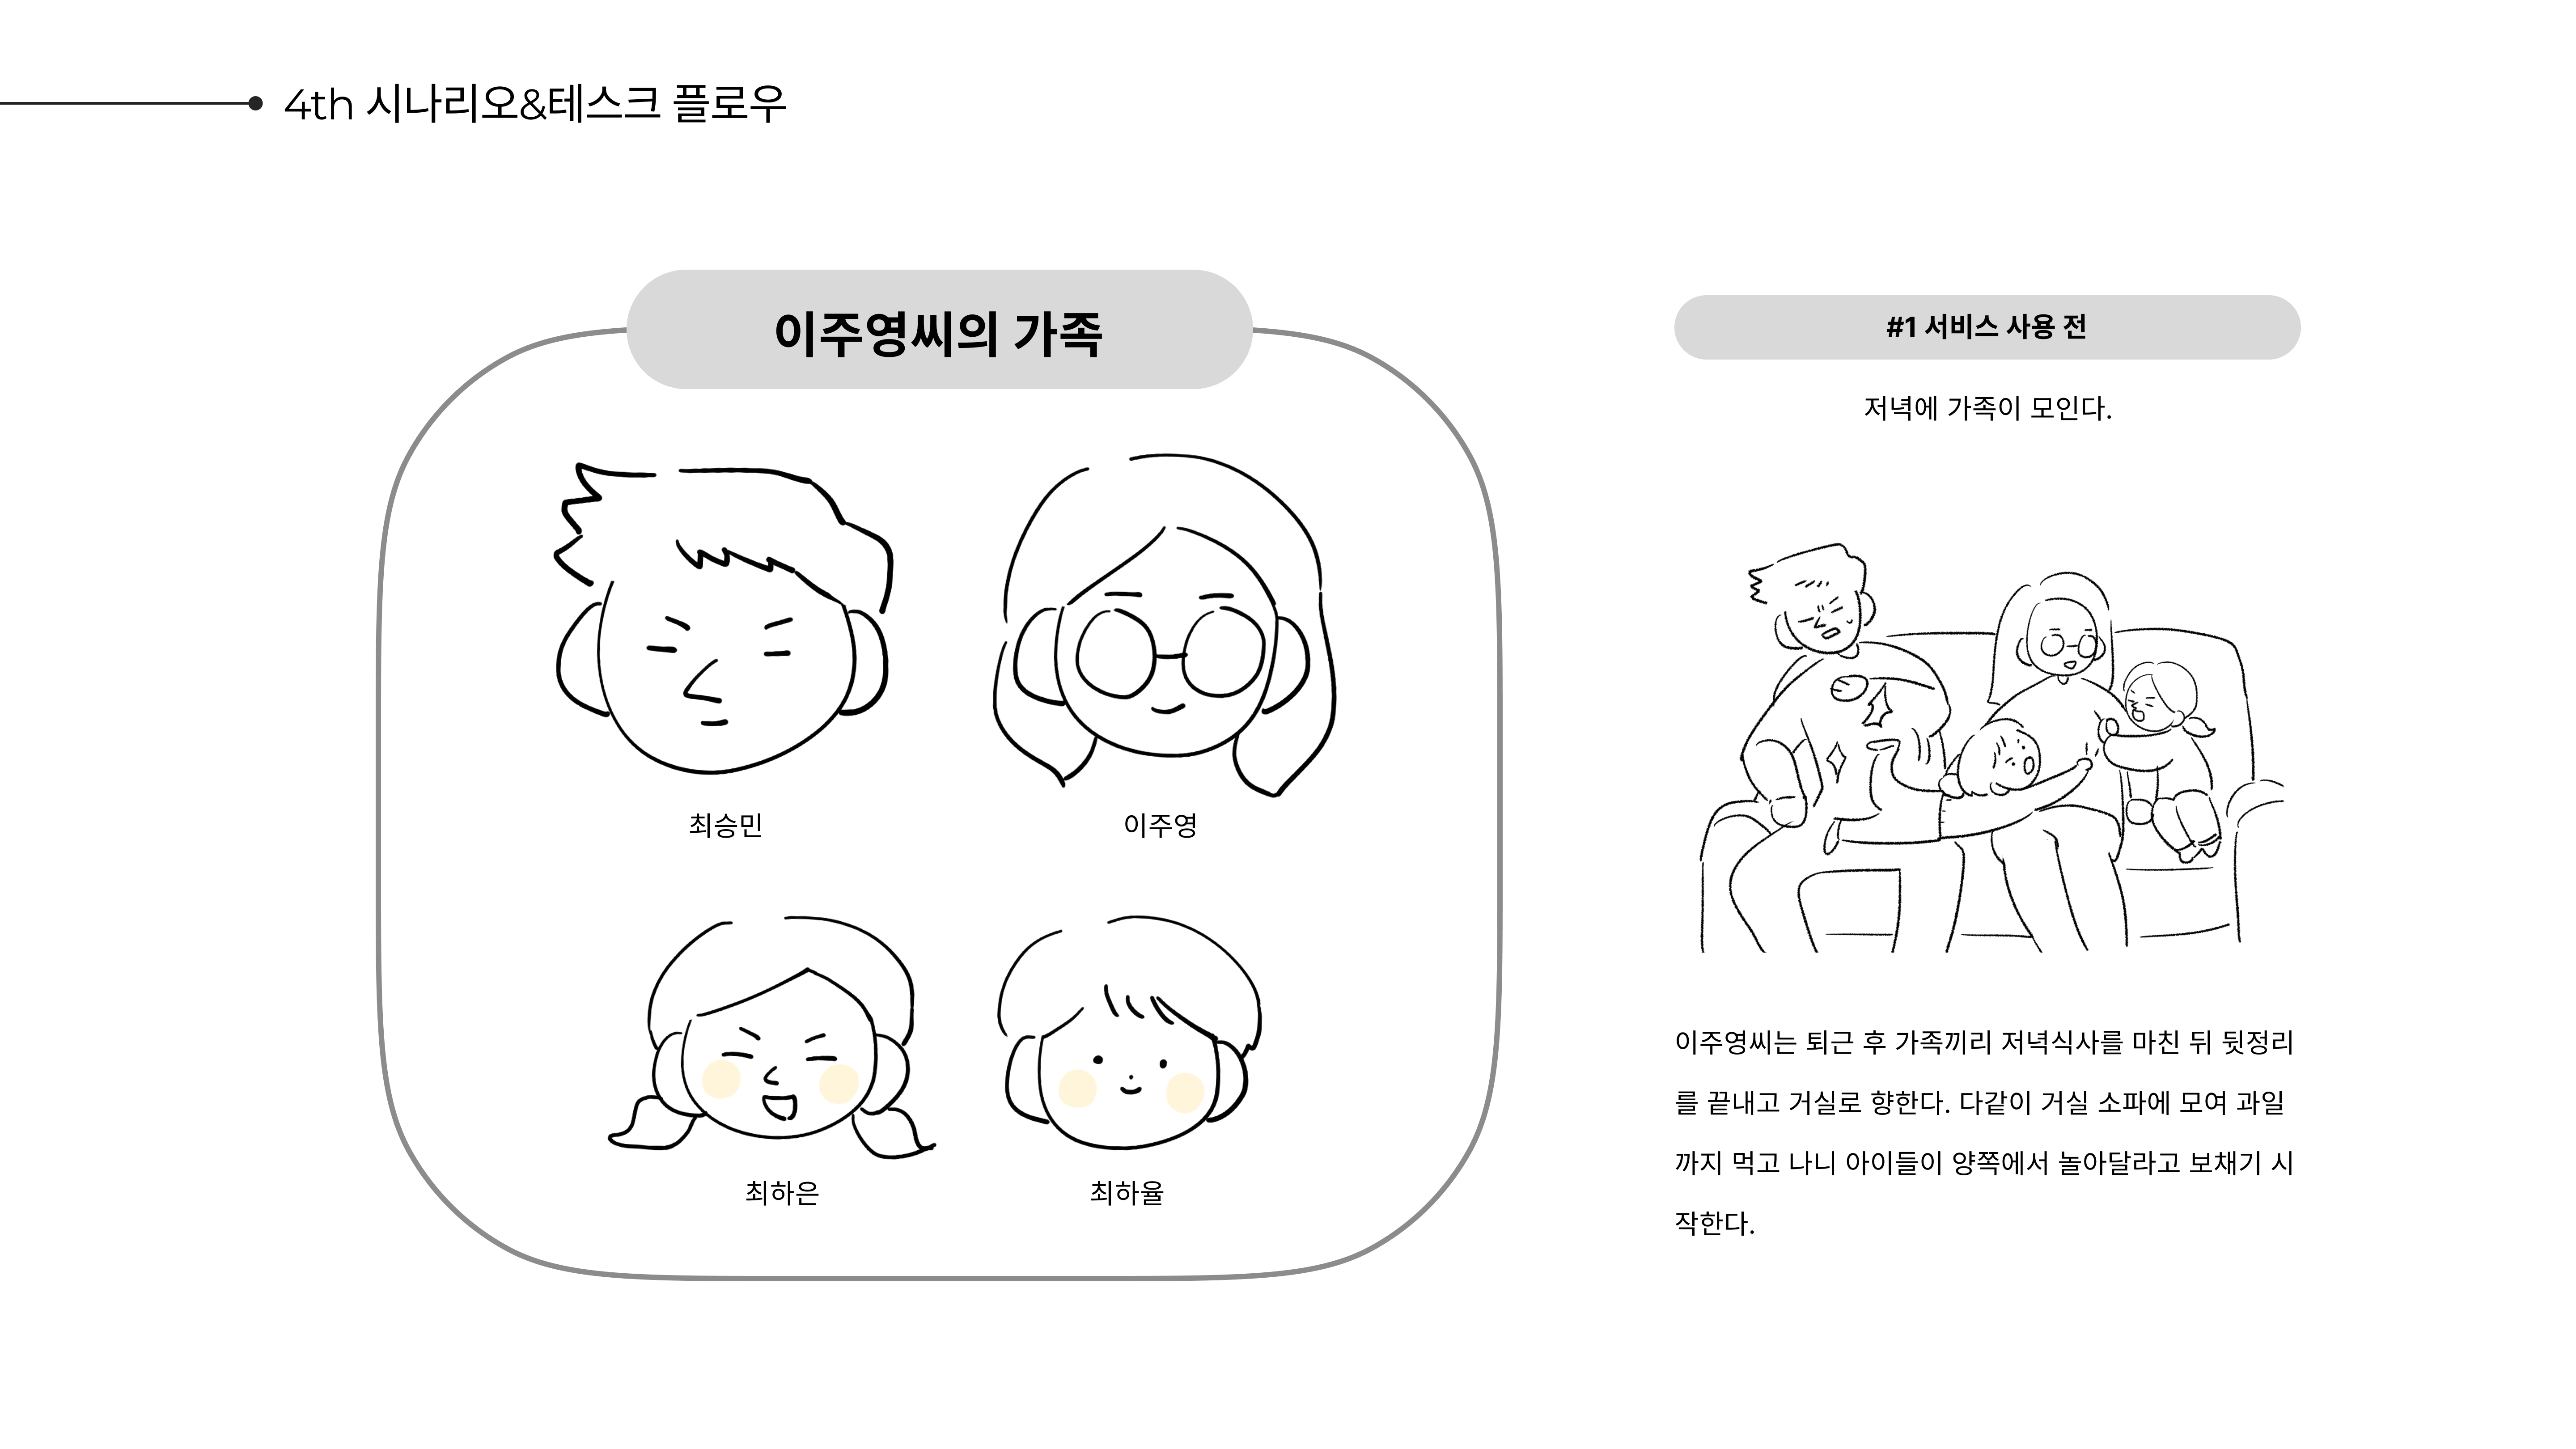 4th 시나리오&테스크 플로우
이주영씨의 가족
최승민
이주영
최하은
최하율
#1 서비스 사용 전
저녁에 가족이 모인다.
이주영씨는 퇴근 후 가족끼리 저녁식사를 마친 뒤 뒷정리
를 끝내고 거실로 향한다. 다같이 거실 소파에 모여 과일
까지 먹고 나니 아이들이 양쪽에서 놀아달라고 보채기 시
작한다.